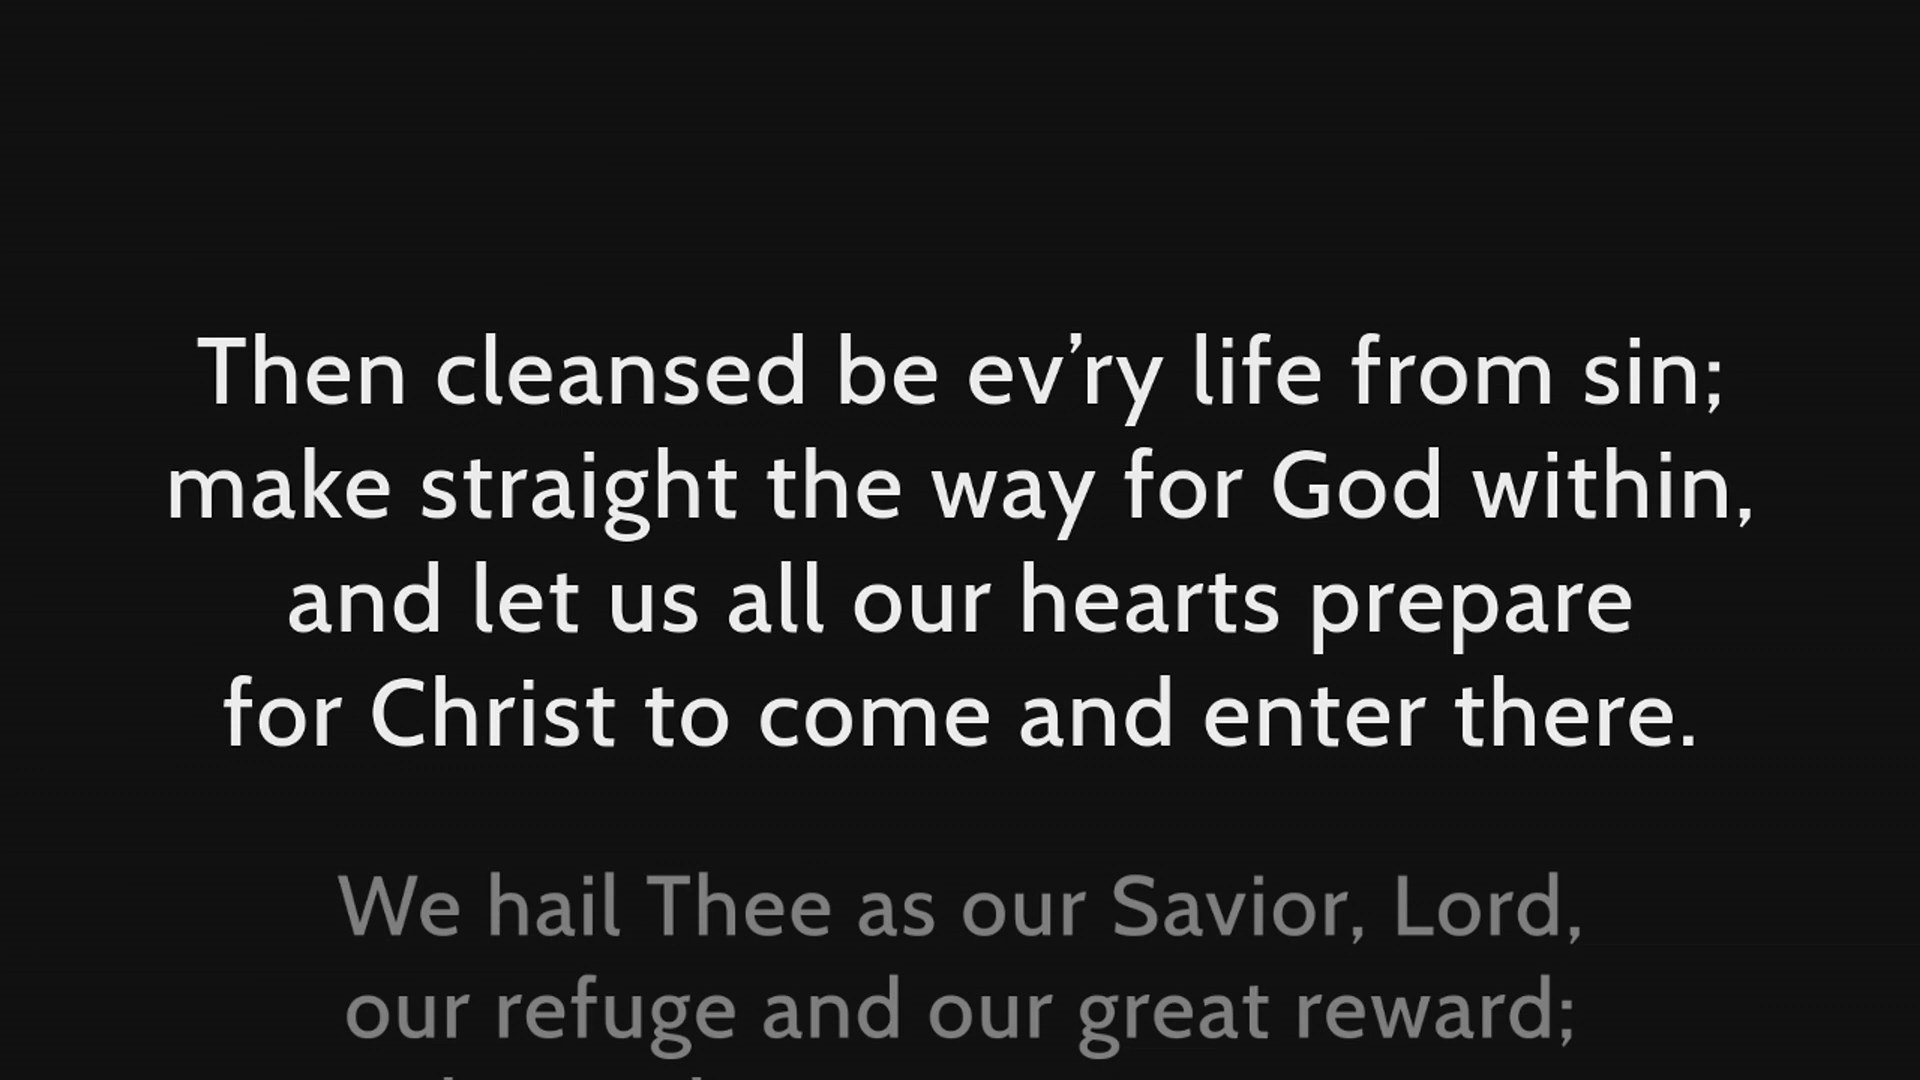 Then cleansed be ev’ry life from sin;
make straight the way for God within,
and let us all our hearts prepare
for Christ to come and enter there.
We hail Thee as our Savior, Lord,
our refuge and our great reward;